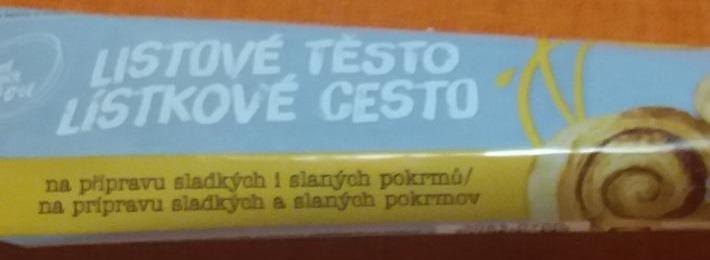 LISTOVÉ TĚSTO
LÍSTKOVÉ CESTO
na přípravu sladkých i slaných pokrmů/
na prípravu sladkých a slaných pokrmov